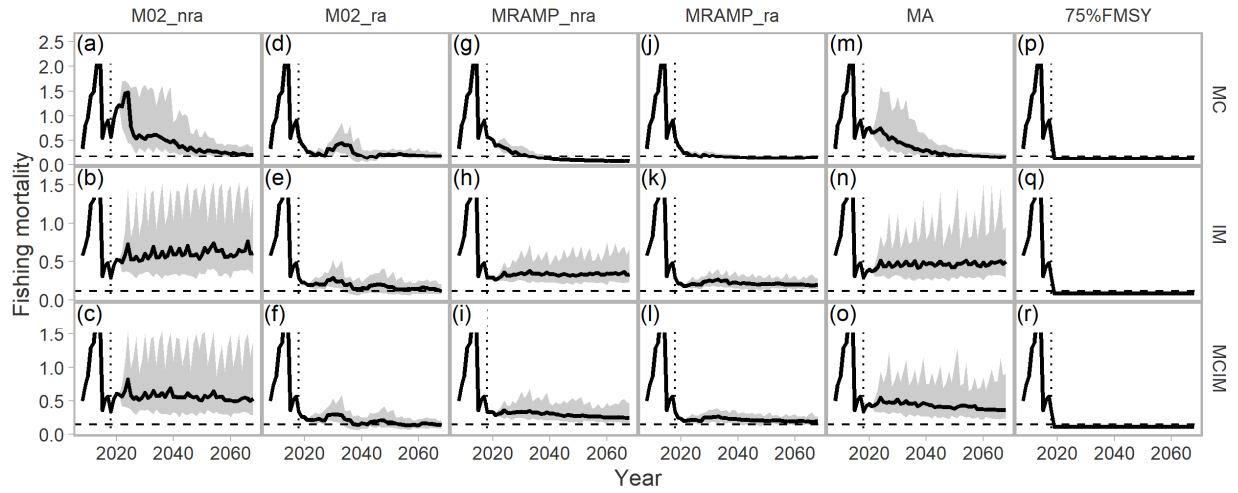 M02_nra M02_ra MRAMP_nra MRAMP_ra MA 75%FMSY
(a) (d) (g) (j) (m) (p)
2.5
2.0
1.5
1.0
0.5
0.0
MC
(b) (e) (h) (k) (n) (q)
1.5
1.0
0.5
0.0
IM
(c) (f) (i) (l) (o) (r)
1.5
1.0
0.5
0.0
MCIM
Fishing mortality
2020 2040 2060 2020 2040 2060 2020 2040 2060 2020 2040 2060 2020 2040 2060 2020 2040 2060
Year